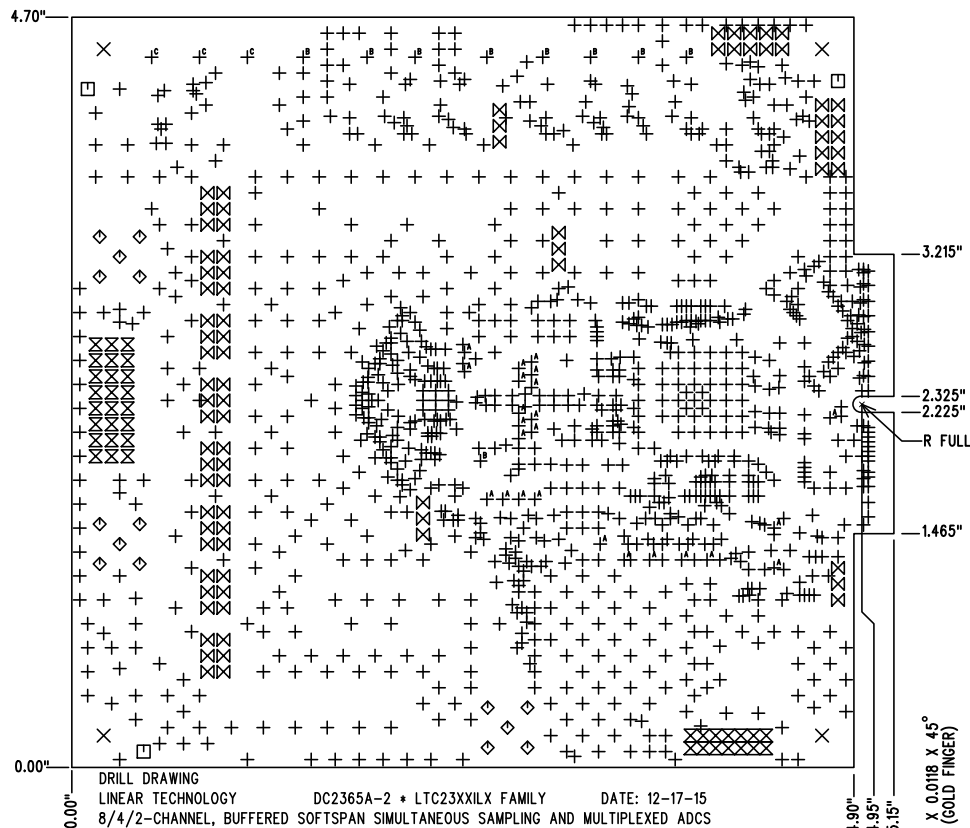 4.70"
C C C B B B B B B B B
3.215"
2.325"
2.225"
R FULL
1.465"
0.00"
DRILL DRAWING
LINEAR TECHNOLOGY DC2365A-2 * LTC23XXILX FAMILY DATE: 12-17-15
8/4/2-CHANNEL, BUFFERED SOFTSPAN SIMULTANEOUS SAMPLING AND MULTIPLEXED ADCS
X 0.0118 X 45°
(GOLD FINGER)